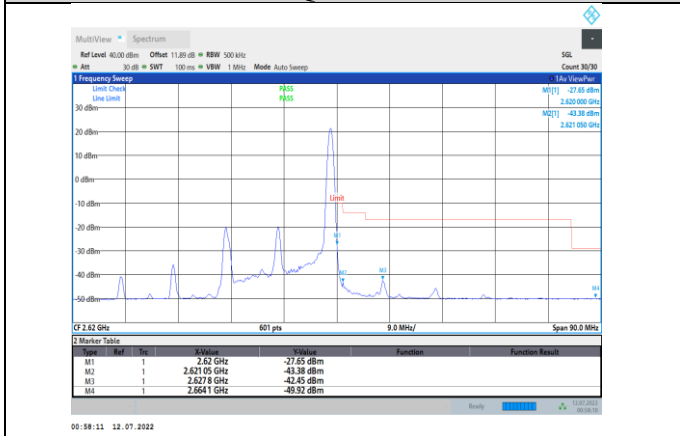 MultiView Spectrum
Ref Level 40.00 dBm Offset 11.89 dB RBW 500 kHz SGL
Att 30 dB SWT 100 ms VBW 1 MHz Mode Auto Sweep Count 30/30
1 Frequency Sweep 1Av ViewPwr
Limit Check PASS M1[1] -27.65 dBm
Line Limit PASS 2.620 000 GHz
30 dBm M2[1] -43.38 dBm
2.621 050 GHz
20 dBm
10 dBm
0 dBm
Limit
-20 dBm
M1
-30 dBm
-40 dBm M2 M3
M4
-50 dBm
CF 2.62 GHz 601 pts 9.0 MHz/ Span 90.0 MHz
2 Marker Table
Type Ref Trc X-Value Y-Value Function Function Result
M1 1 2.62 GHz -27.65 dBm
M2 1 2.621 05 GHz -43.38 dBm
M3 1 2.627 8 GHz -42.45 dBm
M4 1 2.664 1 GHz -49.92 dBm
Ready 12.07.2022
00:58:10
00:58:11 12.07.2022